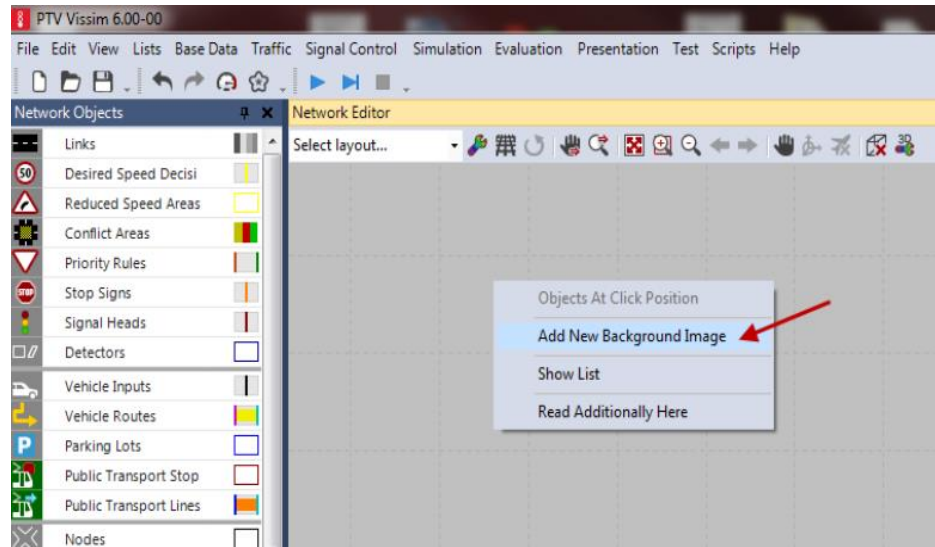 PTV Vissim 6.00-00
File Edit View Lists Base Data Traffic Signal Control Simulation Evaluation Presentation Test Scripts Help
Network Objects
Network Editor
Select layout...
Links
50 Desired Speed Decisi
Reduced Speed Areas
Conflict Areas
Priority Rules
STOP Stop Signs
Signal Heads
Detectors
Vehicle Inputs
Vehicle Routes
P Parking Lots
Public Transport Stop
Public Transport Lines
Nodes
3D
Objects At Click Position
Add New Background Image
Show List
Read Additionally Here